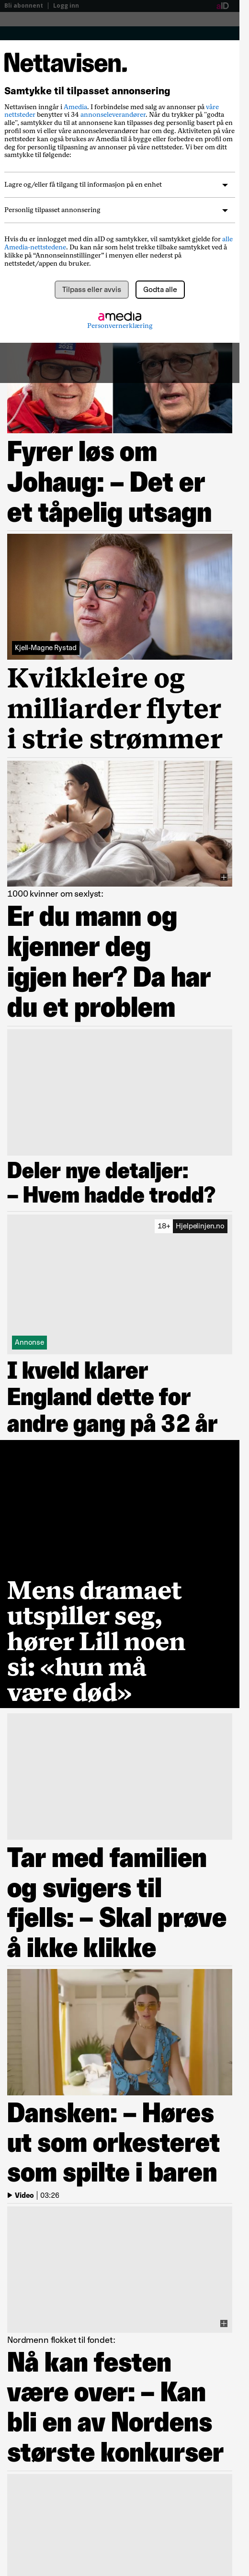 Bli abonnent | Logg inn
aID
Nettavisen.
Samtykke til tilpasset annonsering
Nettavisen inngår i Amedia. I forbindelse med salg av annonser på våre
nettsteder benytter vi 34 annonseleverandører. Når du trykker på "godta
alle", samtykker du til at annonsene kan tilpasses deg personlig basert på en
profil som vi eller våre annonseleverandører har om deg. Aktiviteten på våre
nettsteder kan også brukes av Amedia til å bygge eller bruke en profil om
deg for personlig tilpasning av annonser på våre nettsteder. Vi ber om ditt
samtykke til følgende:
Lagre og/eller få tilgang til informasjon på en enhet
Personlig tilpasset annonsering
Hvis du er innlogget med din aID og samtykker, vil samtykket gjelde for alle
Amedia-nettstedene. Du kan når som helst trekke tilbake samtykket ved å
klikke på “Annonseinnstillinger” i menyen eller nederst på
nettstedet/appen du bruker.
Tilpass eller avvis
Godta alle
amedia
Personvernerklæring
Fyrer løs om
Johaug: – Det er
et tåpelig utsagn
Kjell-Magne Rystad
Kvikkleire og
milliarder flyter
i strie strømmer
1000 kvinner om sexlyst:
Er du mann og
kjenner deg
igjen her? Da har
du et problem
Deler nye detaljer:
– Hvem hadde trodd?
18+ Hjelpelinjen.no
Annonse
I kveld klarer
England dette for
andre gang på 32 år
Mens dramaet
utspiller seg,
hører Lill noen
si: «hun må
være død»
Tar med familien
og svigers til
fjells: – Skal prøve
å ikke klikke
Dansken: – Høres
ut som orkesteret
som spilte i baren
Video | 03:26
Nordmenn flokket til fondet:
Nå kan festen
være over: – Kan
bli en av Nordens
største konkurser